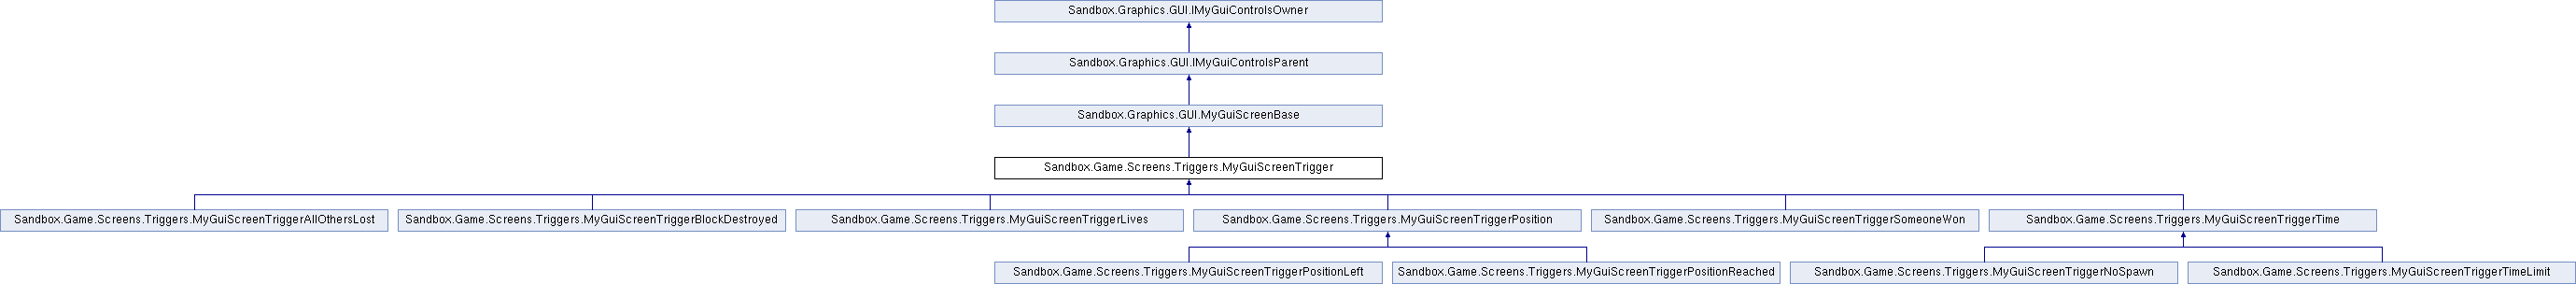 Sandbox.Graphics.GUI.IMyGuiControlsOwner
Sandbox.Graphics.GUI.IMyGuiControlsParent
Sandbox.Graphics.GUI.MyGuiScreenBase
Sandbox.Game.Screens.Triggers.MyGuiScreenTrigger
Sandbox.Game.Screens.Triggers.MyGuiScreenTriggerAllOthersLost
Sandbox.Game.Screens.Triggers.MyGuiScreenTriggerBlockDestroyed
Sandbox.Game.Screens.Triggers.MyGuiScreenTriggerLives
Sandbox.Game.Screens.Triggers.MyGuiScreenTriggerPosition
Sandbox.Game.Screens.Triggers.MyGuiScreenTriggerSomeoneWon
Sandbox.Game.Screens.Triggers.MyGuiScreenTriggerTime
Sandbox.Game.Screens.Triggers.MyGuiScreenTriggerPositionLeft
Sandbox.Game.Screens.Triggers.MyGuiScreenTriggerPositionReached
Sandbox.Game.Screens.Triggers.MyGuiScreenTriggerNoSpawn
Sandbox.Game.Screens.Triggers.MyGuiScreenTriggerTimeLimit